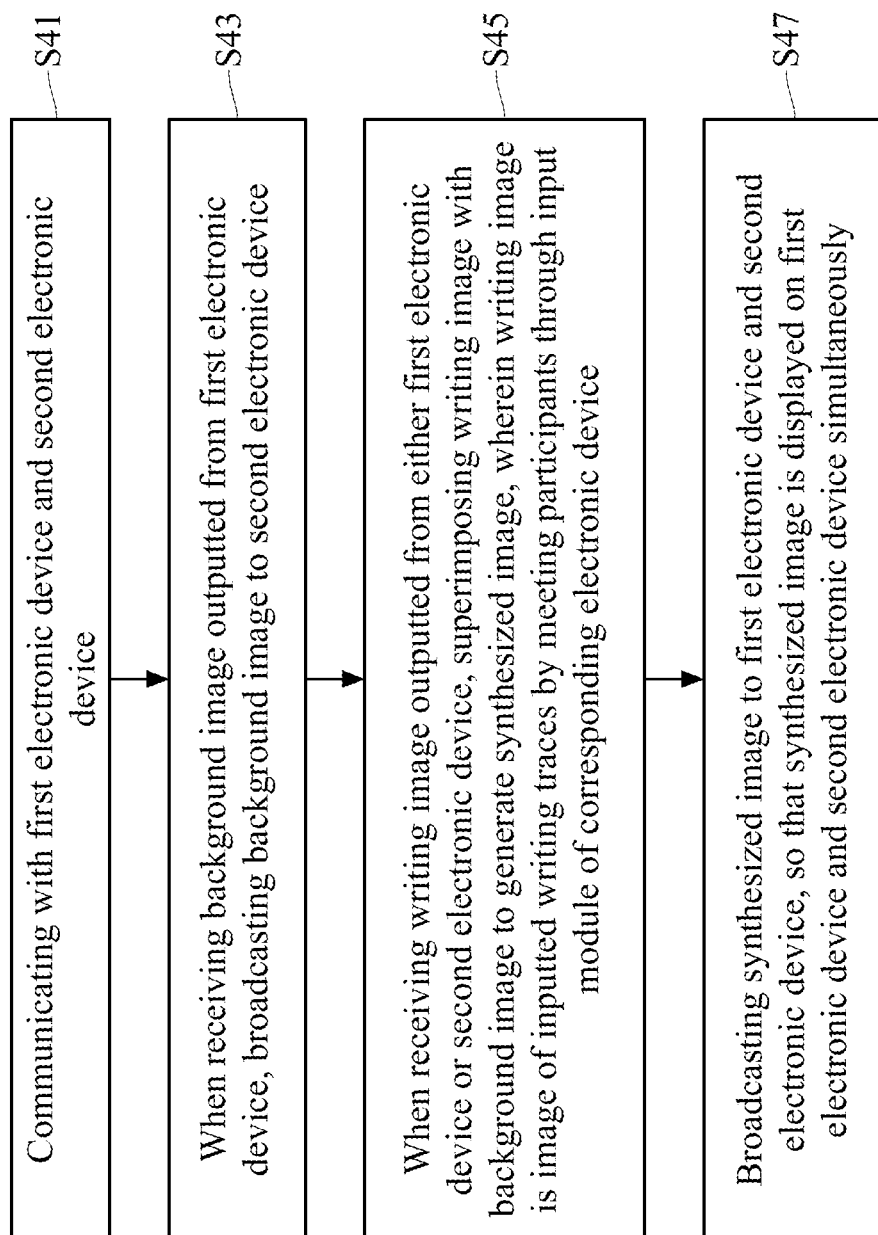 Communicating with first electronic device and second electronic
device
S41
When receiving background image outputted from first electronic
device, broadcasting background image to second electronic device
S43
When receiving writing image outputted from either first electronic
device or second electronic device, superimposing writing image with
background image to generate synthesized image, wherein writing image
is image of inputted writing traces by meeting participants through input
module of corresponding electronic device
S45
Broadcasting synthesized image to first electronic device and second
electronic device, so that synthesized image is displayed on first
electronic device and second electronic device simultaneously
S47